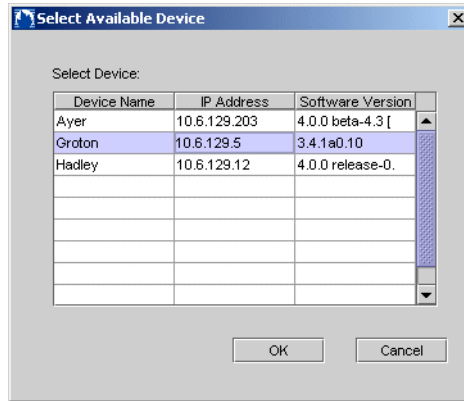 Select Available Device
Select Device:
Device Name IP Address Software Version
Ayer 10.6.129.203 4.0.0 beta-4.3 [
Groton 10.6.129.5 3.4.1a0.10
Hadley 10.6.129.12 4.0.0 release-0.
OK Cancel